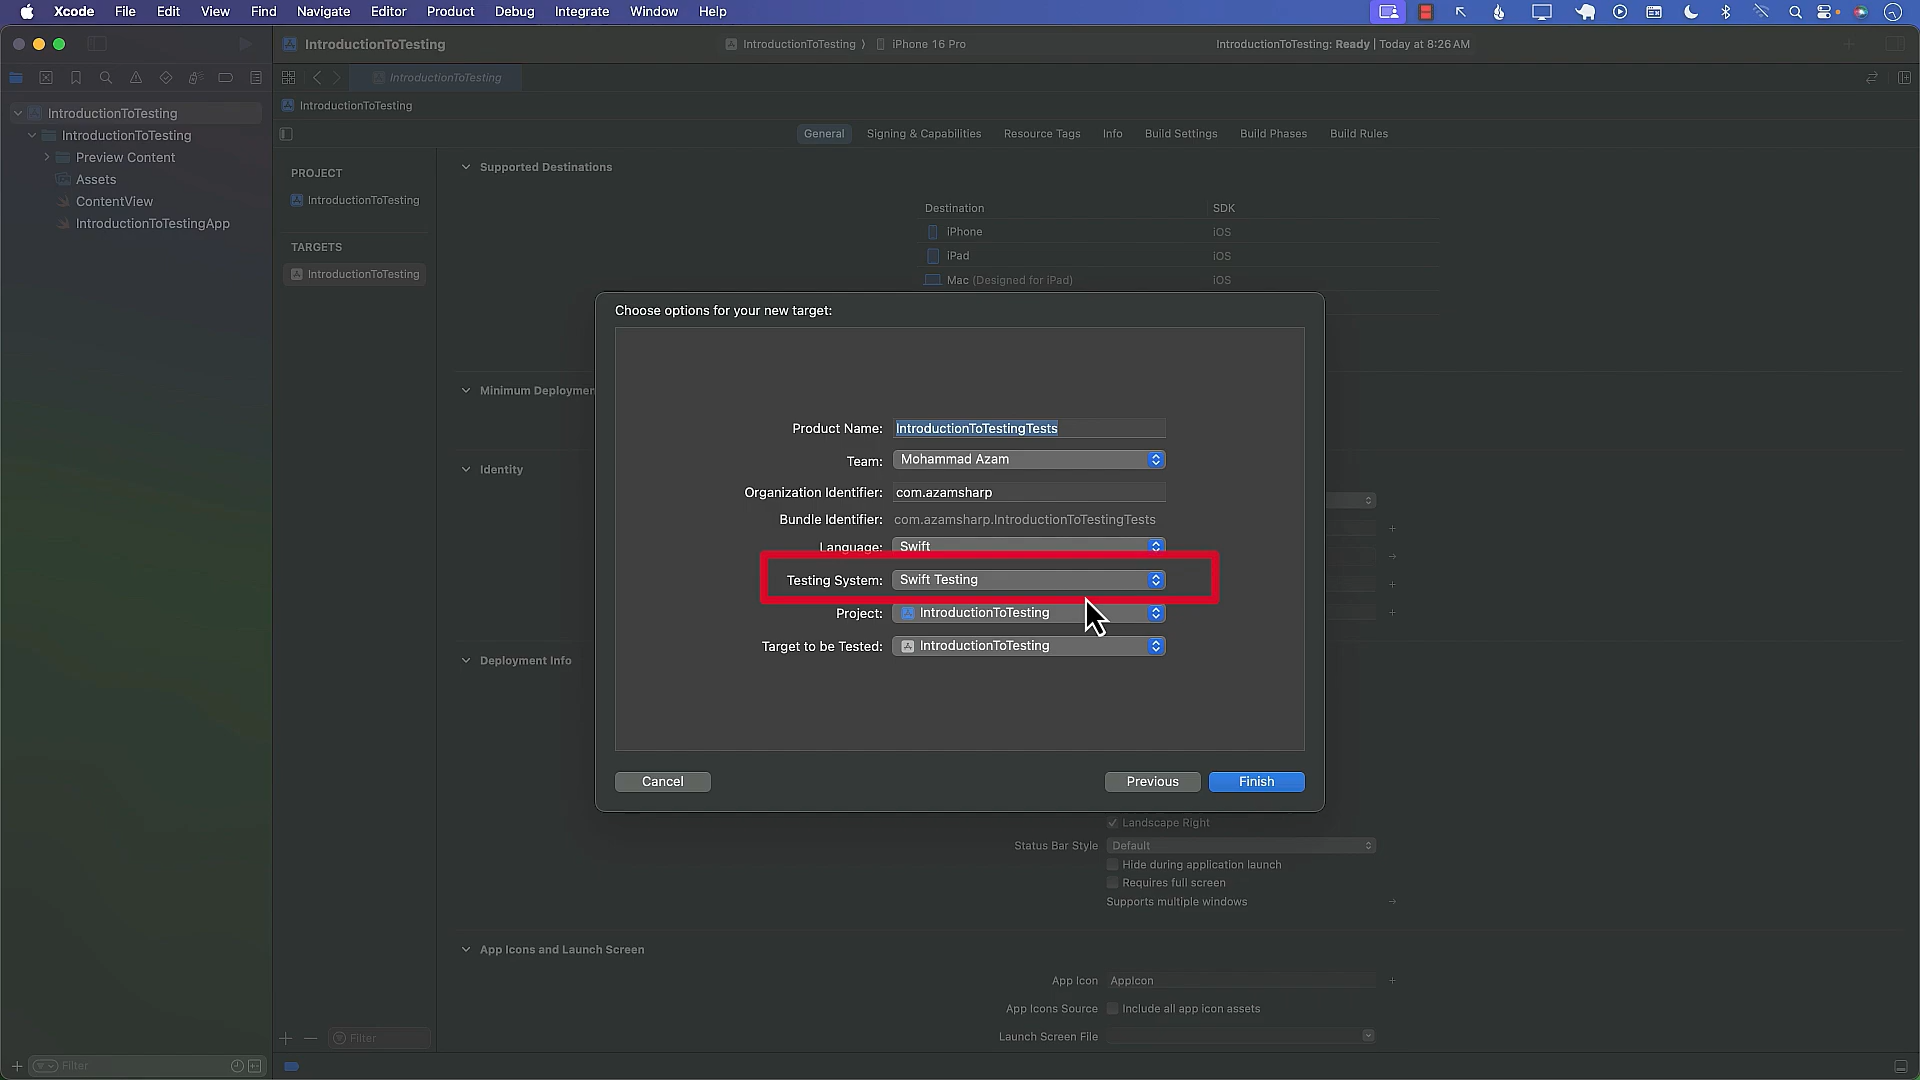 Xcode File Edit View Find Navigate Editor Product Debug Integrate Window Help
IntroductionToTesting
IntroductionToTesting
iPhone 16 Pro
IntroductionToTesting: Ready | Today at 8:26 AM
IntroductionToTesting
IntroductionToTesting
IntroductionToTesting
IntroductionToTesting
Preview Content
Assets
ContentView
IntroductionToTestingApp
General Signing & Capabilities Resource Tags Info Build Settings Build Phases Build Rules
PROJECT
IntroductionToTesting
TARGETS
IntroductionToTesting
Supported Destinations
Destination SDK
iPhone iOS
iPad iOS
Mac (Designed for iPad) iOS
Minimum Deploymen
Identity
Deployment Info
Choose options for your new target:
Product Name: IntroductionToTestingTests
Team: Mohammad Azam
Organization Identifier: com.azamsharp
Bundle Identifier: com.azamsharp.IntroductionToTestingTests
Language: Swift
Testing System: Swift Testing
Project: IntroductionToTesting
Target to be Tested: IntroductionToTesting
Cancel Previous Finish
Landscape Right
Status Bar Style Default
Hide during application launch
Requires full screen
Supports multiple windows
App Icons and Launch Screen
App Icon AppIcon
App Icons Source Include all app icon assets
Launch Screen File
Filter
Filter